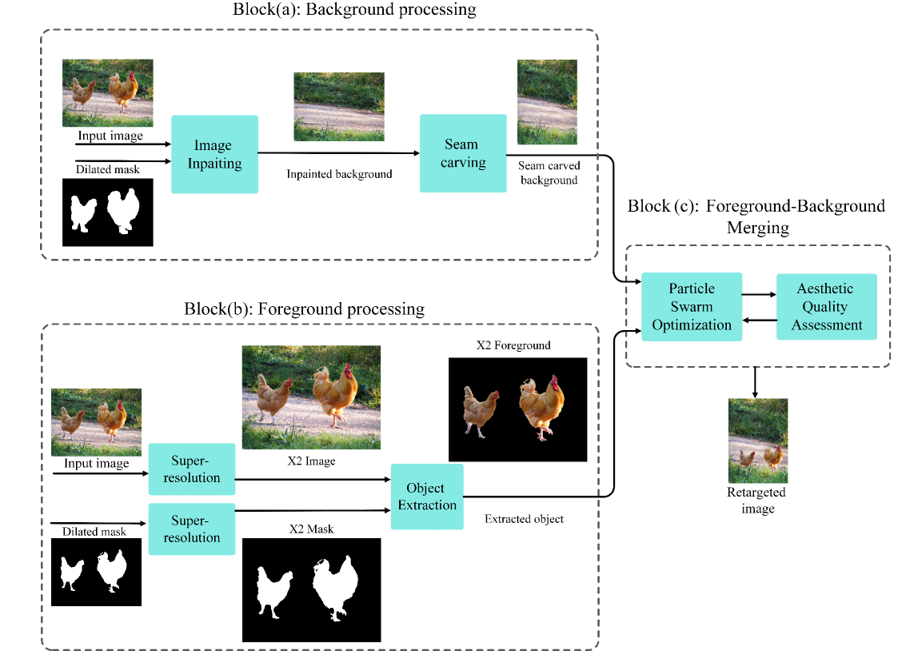 Block(a): Background processing
Input image
Dilated mask
Image
Inpaiting
Inpainted background
Seam
carving
Seam carved
background
Block (c): Foreground-Background
Merging
Particle
Swarm
Optimization
Aesthetic
Quality
Assessment
Retargeted
image
Block(b): Foreground processing
Input image
Dilated mask
Super-
resolution
Super-
resolution
X2 Image
X2 Mask
Object
Extraction
X2 Foreground
Extracted object